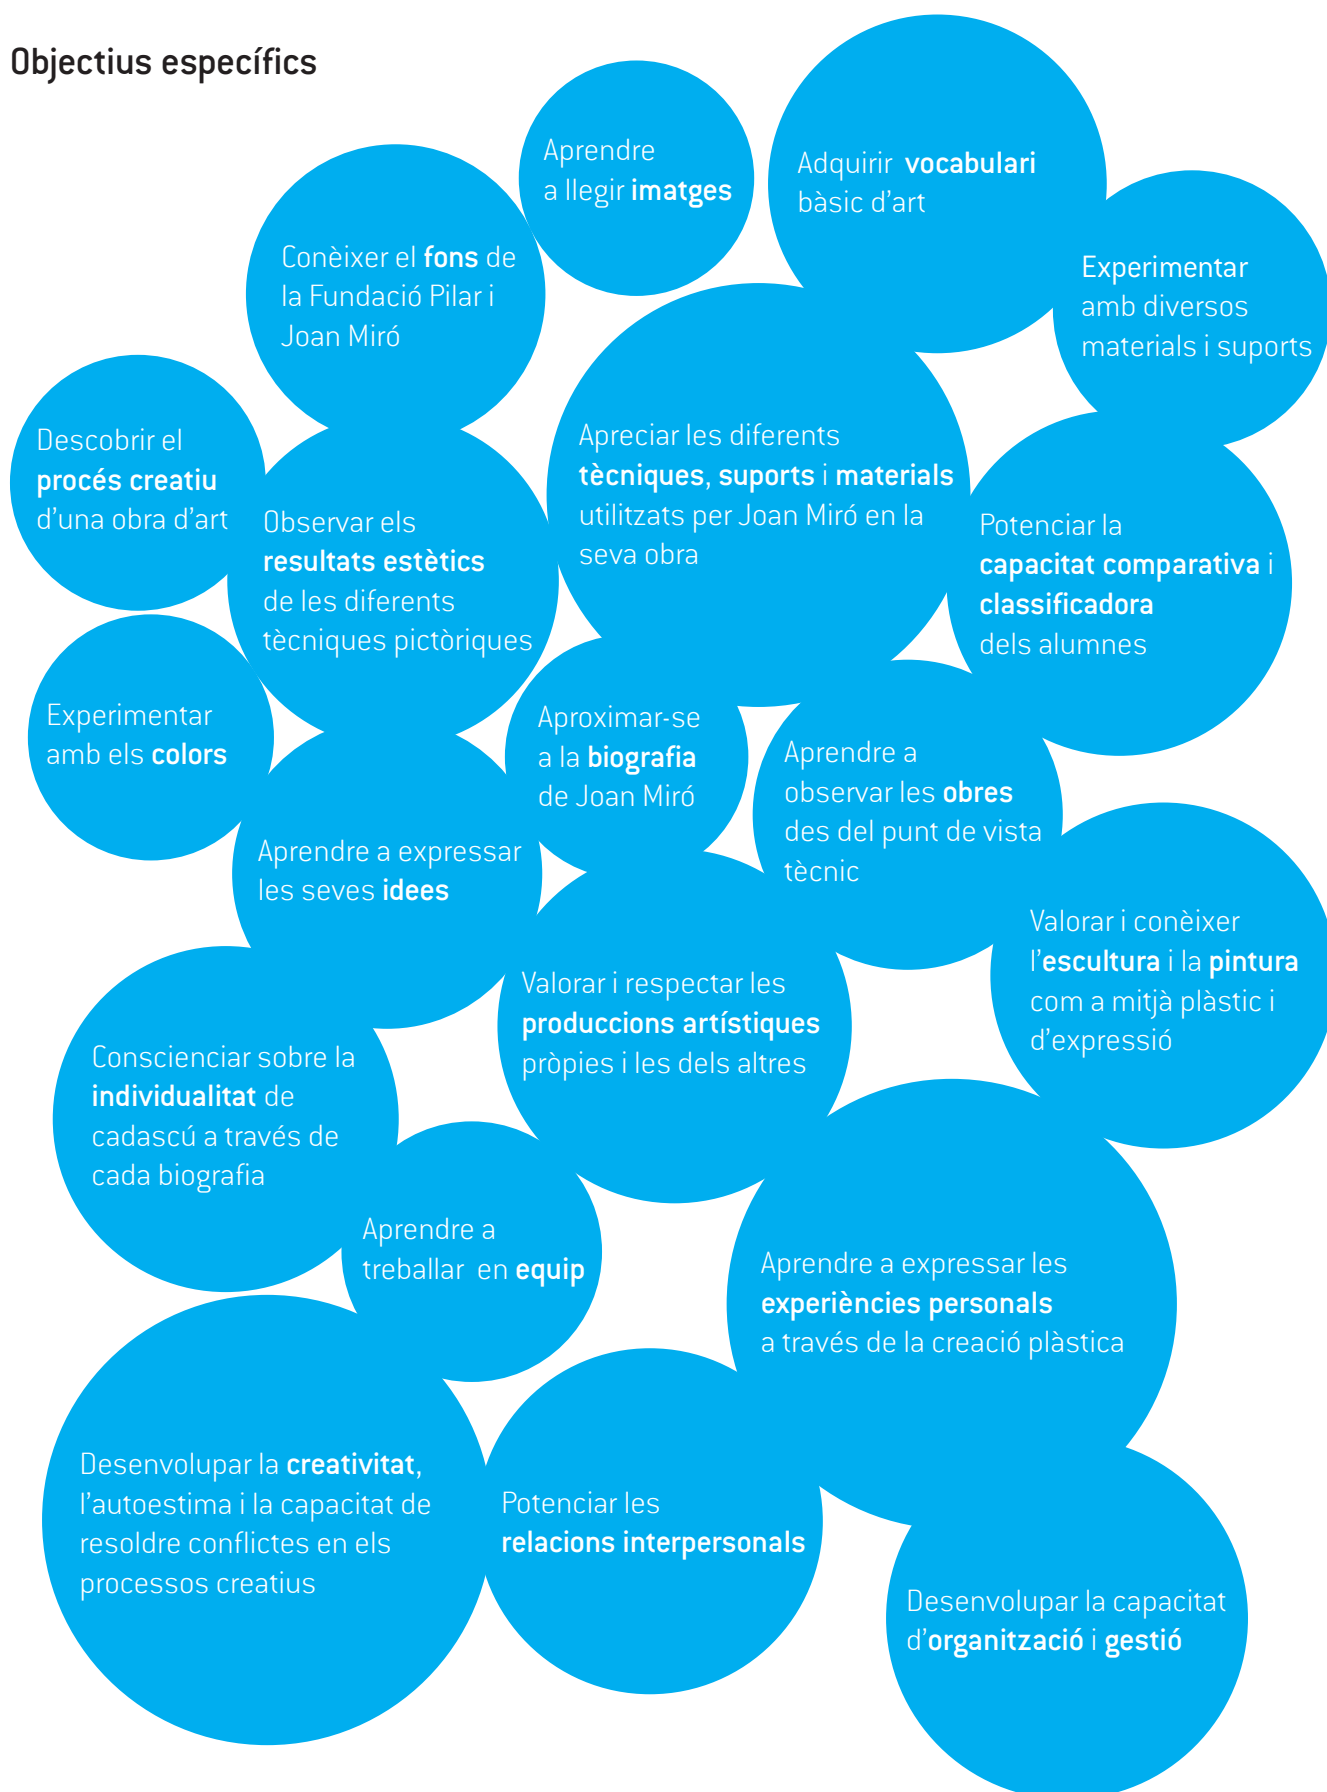 Objectius específics
Aprendre
a llegir imatges
Adquirir vocabulari
bàsic d'art
Conèixer el fons de
la Fundació Pilar i
Joan Miró
Experimentar
amb diversos
materials i suports
Descobrir el
procés creatiu
d'una obra d'art
Observar els
resultats estètics
de les diferents
tècniques pictòriques
Apreciar les diferents
tècniques, suports i materials
utilitzats per Joan Miró en la
seva obra
Potenciar la
capacitat comparativa i
classificadora
dels alumnes
Experimentar
amb els colors
Aproximar-se
a la biografia
de Joan Miró
Aprendre a
observar les obres
des del punt de vista
tècnic
Aprendre a expressar
les seves idees
Valorar i conèixer
l'escultura i la pintura
com a mitjà plàstic i
d'expressió
Valorar i respectar les
produccions artístiques
pròpies i les dels altres
Conscienciar sobre la
individualitat de
cadascú a través de
cada biografia
Aprendre a
treballar en equip
Aprendre a expressar les
experiències personals
a través de la creació plàstica
Desenvolupar la creativitat,
l'autoestima i la capacitat de
resoldre conflictes en els
processos creatius
Potenciar les
relacions interpersonals
Desenvolupar la capacitat
d'organització i gestió